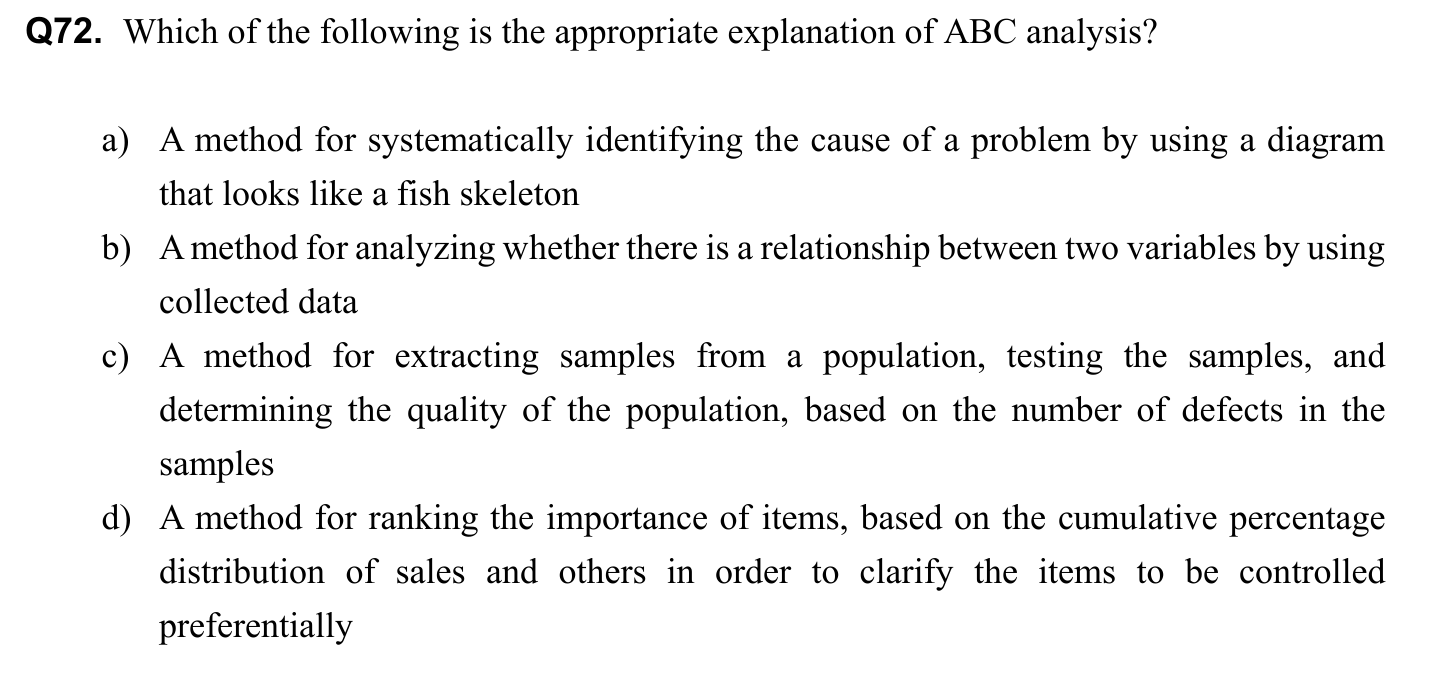 Q72. Which of the following is the appropriate explanation of ABC analysis?
a) A method for systematically identifying the cause of a problem by using a diagram
that looks like a fish skeleton
b) A method for analyzing whether there is a relationship between two variables by using
collected data
c) A method for extracting samples from a population, testing the samples, and
determining the quality of the population, based on the number of defects in the
samples
d) A method for ranking the importance of items, based on the cumulative percentage
distribution of sales and others in order to clarify the items to be controlled
preferentially